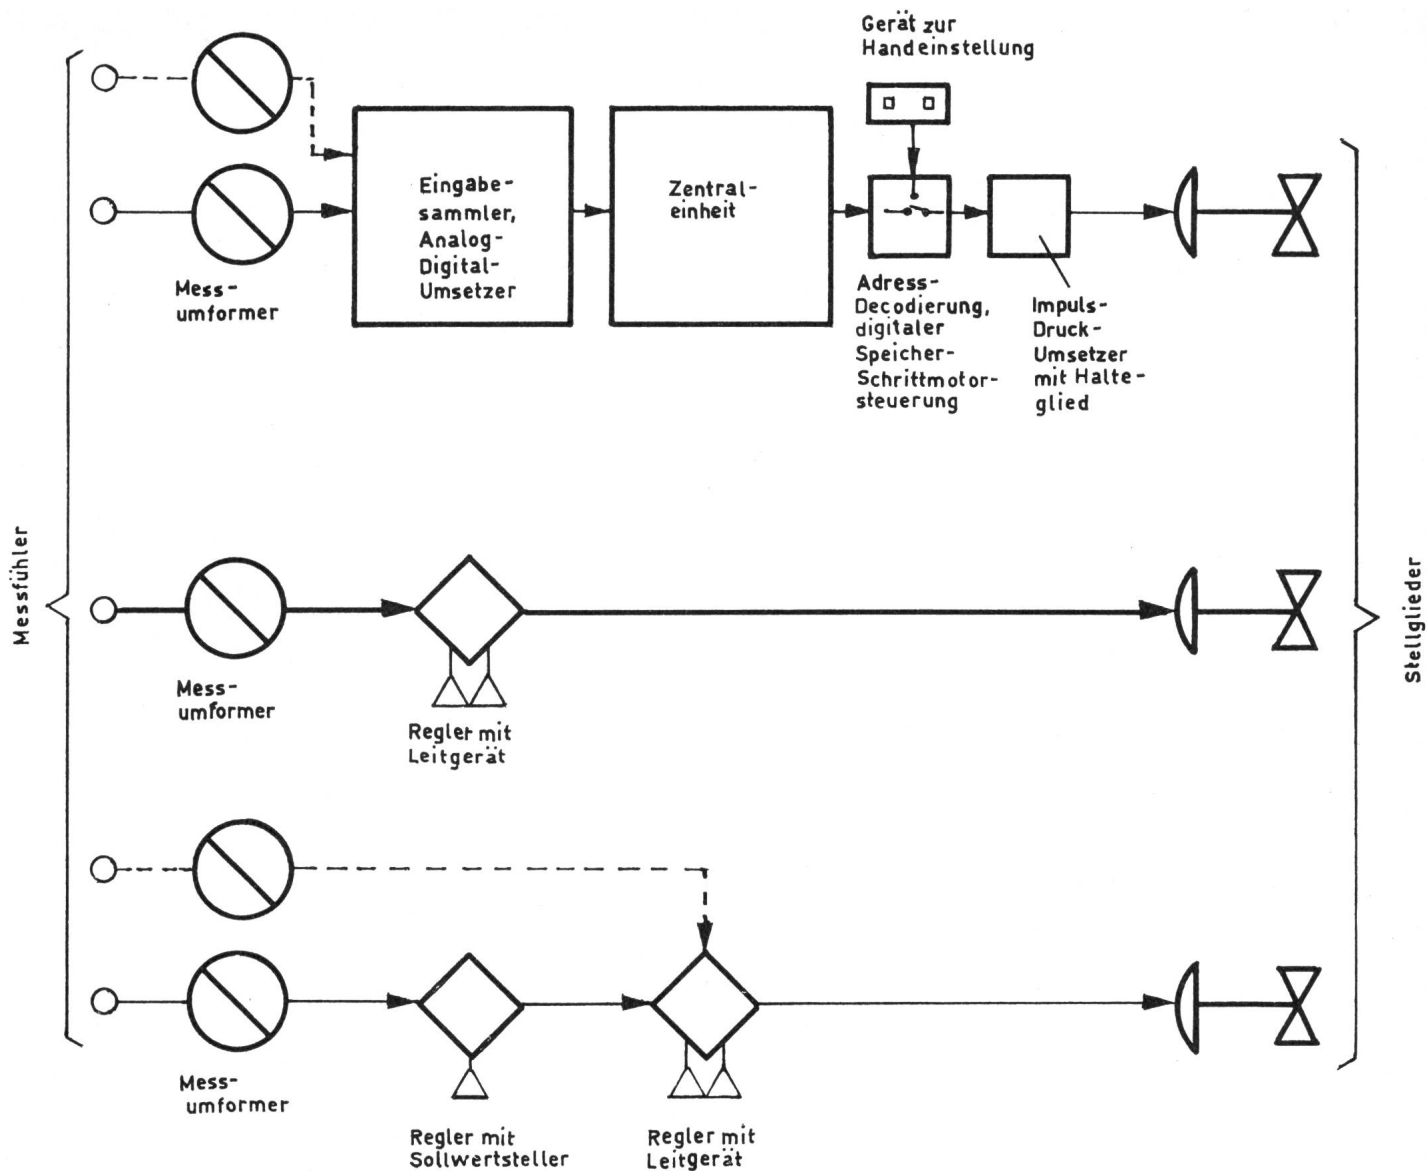 Gerät zur
Handeinstellung
Eingabe-
sammler,
Analog-
Digital-
Umsetzer
Zentral-
einheit
Mess-
umformer
Adress-
Decodierung,
digitaler
Speicher-
Schrittmotor-
steuerung
Impuls-
Druck-
Umsetzer
mit Halte-
glied
Messfühler
Stellglieder
Mess-
umformer
Regler mit
Leitgerät
Mess-
umformer
Regler mit
Sollwertsteller
Regler mit
Leitgerät